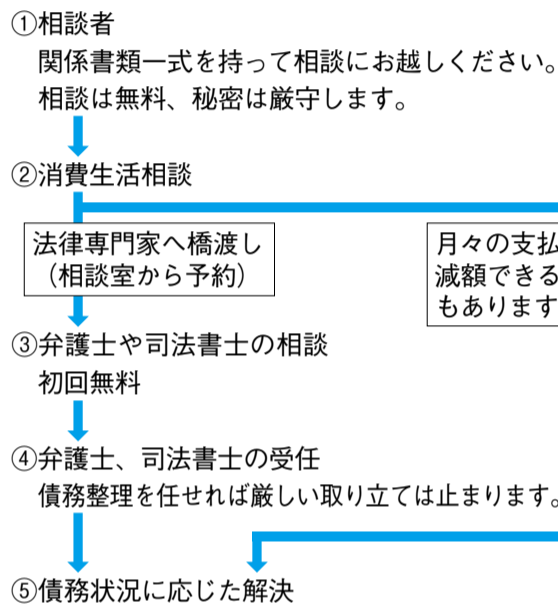 ①相談者
関係書類一式を持って相談にお越しください。
相談は無料、秘密は厳守します。
②消費生活相談
法律専門家へ橋渡し
（相談室から予約）
月々の支払
減額できる
もあります
③弁護士や司法書士の相談
初回無料
④弁護士、司法書士の受任
債務整理を任せれば厳しい取り立ては止まります。
⑤債務状況に応じた解決